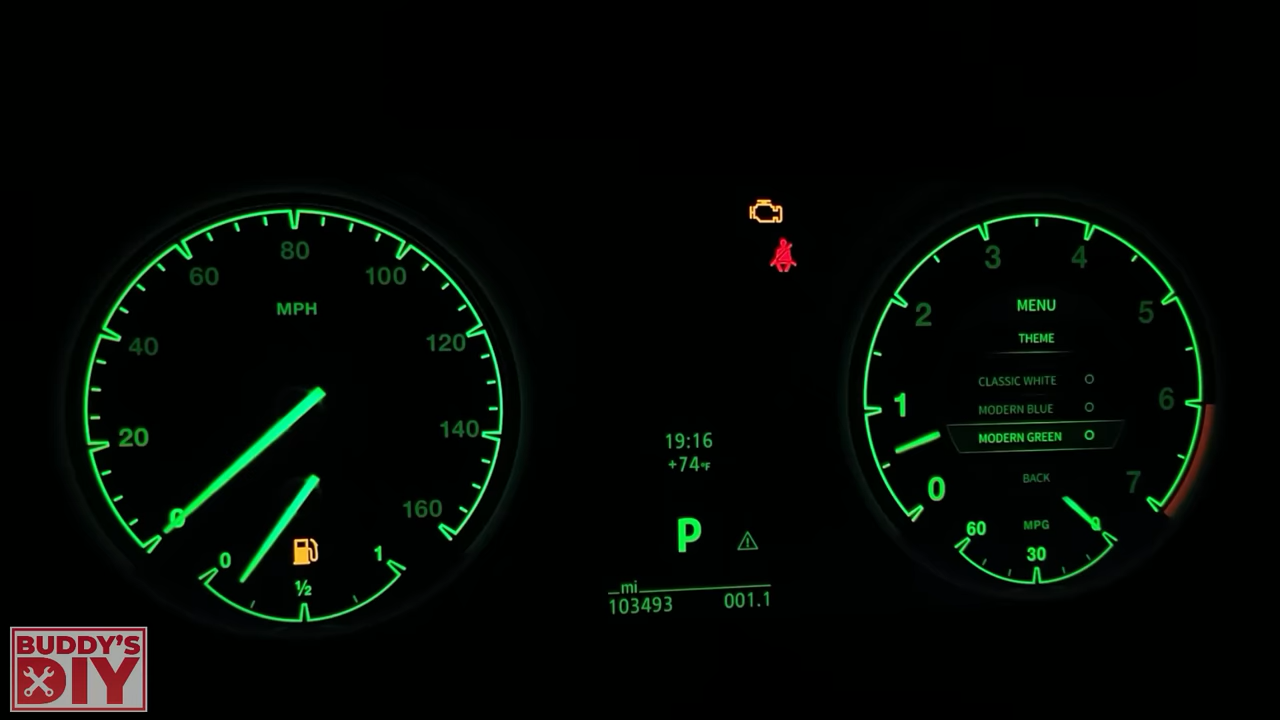 80
60
100
MPH
40
120
20
140
0
160
0
1
½
19:16
+74°F
P
mi
103493 001.1
3
4
2
5
MENU
THEME
CLASSIC WHITE
1
6
MODERN BLUE
MODERN GREEN
BACK
0
7
60
MPG
0
30
BUDDY'S
DIY